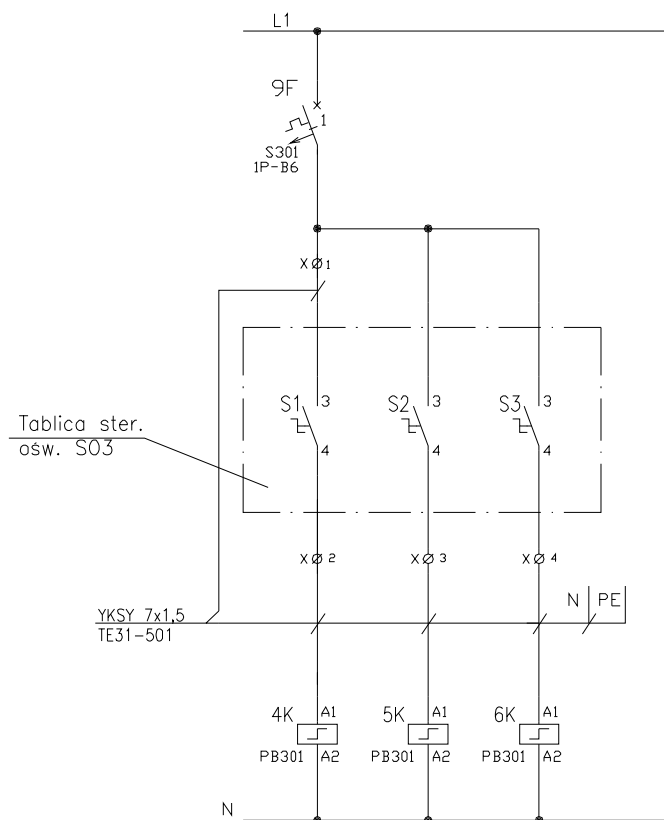 L1
9F
1
S301
1P-B6
X 1
S1 3 S2 3 S3 3
4 4 4
Tablica ster.
ośw. S03
X 2 X 3 X 4
N PE
YKSY 7x1,5
TE31-501
4K A1 5K A1 6K A1
PB301 A2 PB301 A2 PB301 A2
N